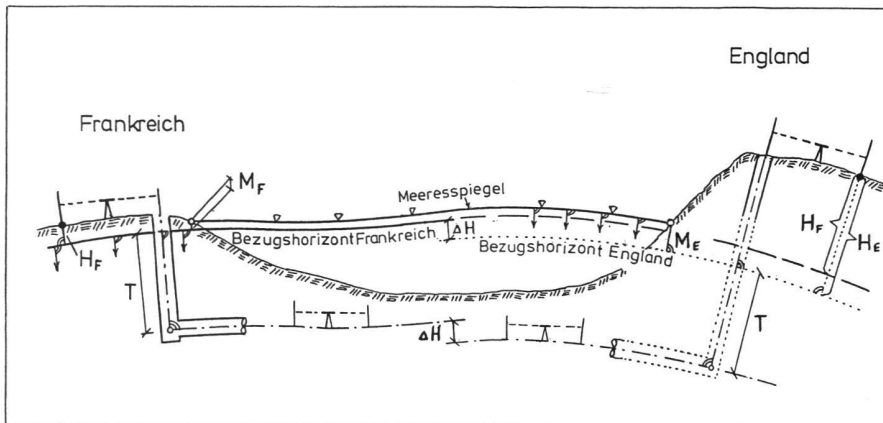 England
Frankreich
M_F
Meeresspiegel
H_F
ΔH
Bezugshorizont Frankreich
Bezugshorizont England
M_E
H_F
H_E
T
ΔH
T